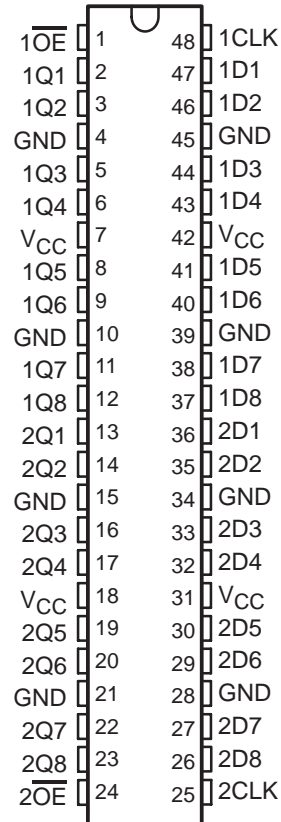 1O̅E̅ 1 48 1CLK
1Q1 2 47 1D1
1Q2 3 46 1D2
GND 4 45 GND
1Q3 5 44 1D3
1Q4 6 43 1D4
VCC 7 42 VCC
1Q5 8 41 1D5
1Q6 9 40 1D6
GND 10 39 GND
1Q7 11 38 1D7
1Q8 12 37 1D8
2Q1 13 36 2D1
2Q2 14 35 2D2
GND 15 34 GND
2Q3 16 33 2D3
2Q4 17 32 2D4
VCC 18 31 VCC
2Q5 19 30 2D5
2Q6 20 29 2D6
GND 21 28 GND
2Q7 22 27 2D7
2Q8 23 26 2D8
2O̅E̅ 24 25 2CLK